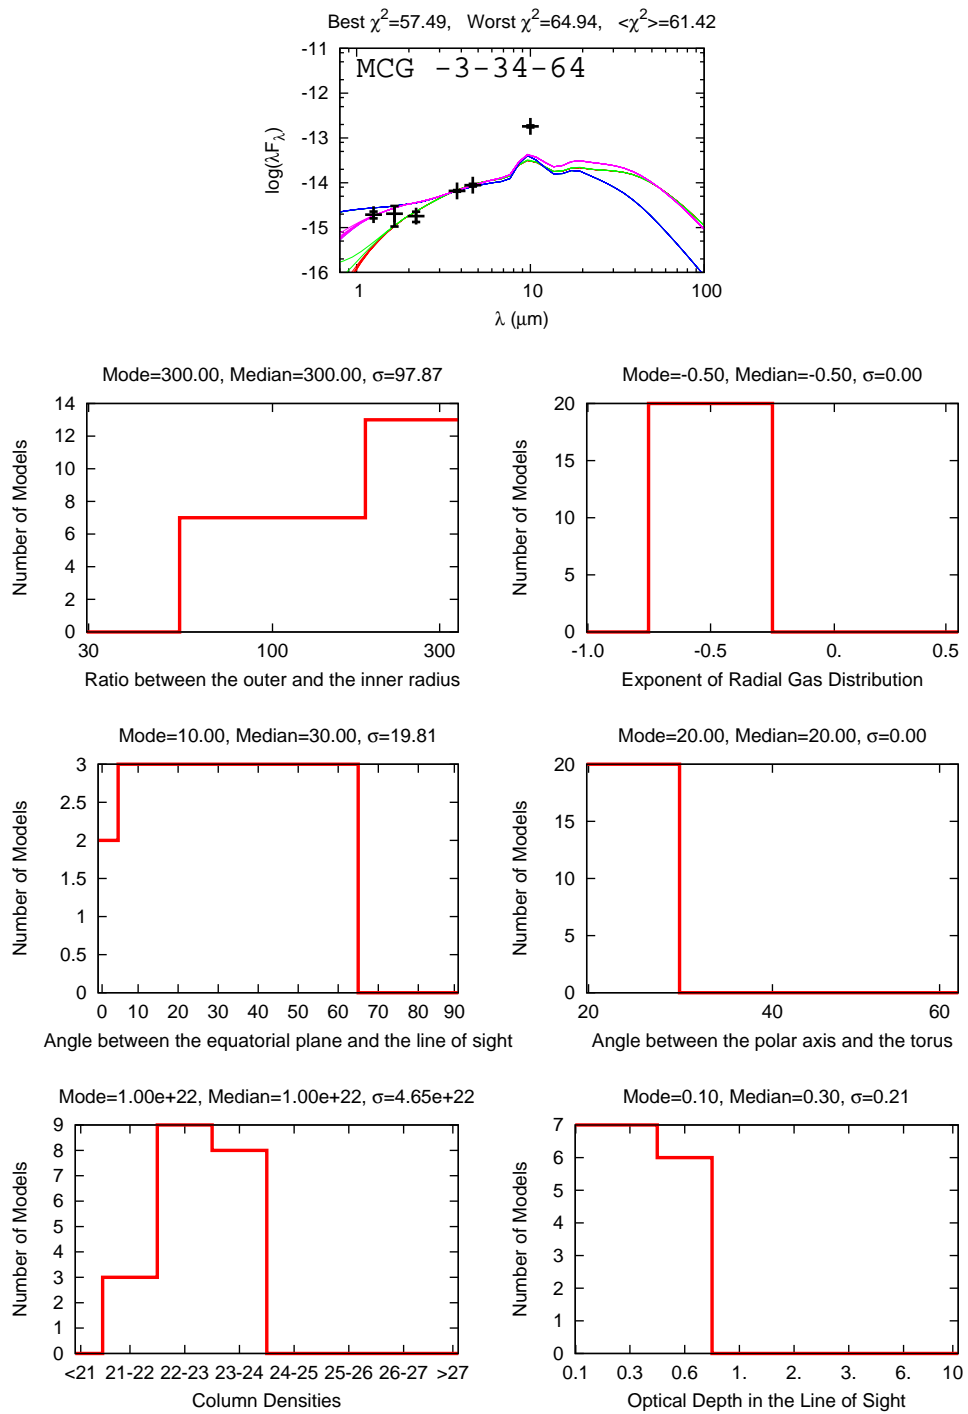 Best χ²=57.49, Worst χ²=64.94, <χ²>=61.42
-11
-12
-13
-14
-15
-16
log(λFλ)
MCG -3-34-64
1 10 100
λ (μm)
Mode=300.00, Median=300.00, σ=97.87
14
12
10
8
6
4
2
0
Number of Models
30 100 300
Ratio between the outer and the inner radius
Mode=-0.50, Median=-0.50, σ=0.00
20
15
10
5
0
Number of Models
-1.0 -0.5 0. 0.5
Exponent of Radial Gas Distribution
Mode=10.00, Median=30.00, σ=19.81
3
2.5
2
1.5
1
0.5
0
Number of Models
0 10 20 30 40 50 60 70 80 90
Angle between the equatorial plane and the line of sight
Mode=20.00, Median=20.00, σ=0.00
20
15
10
5
0
Number of Models
20 40 60
Angle between the polar axis and the torus
Mode=1.00e+22, Median=1.00e+22, σ=4.65e+22
9
8
7
6
5
4
3
2
1
0
Number of Models
<21 21-22 22-23 23-24 24-25 25-26 26-27 >27
Column Densities
Mode=0.10, Median=0.30, σ=0.21
7
6
5
4
3
2
1
0
Number of Models
0.1 0.3 0.6 1. 2. 3. 6. 10
Optical Depth in the Line of Sight